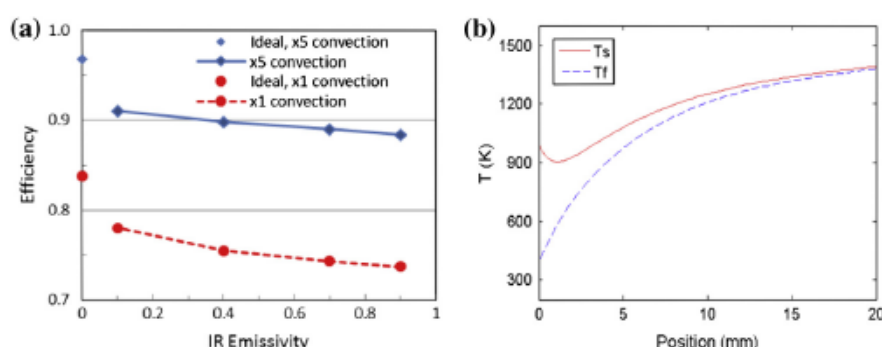 (a)
1.0
0.9
0.8
0.7
Efficiency
Ideal, x5 convection
x5 convection
Ideal, x1 convection
x1 convection
0
0.2
0.4
0.6
0.8
1
IR Emissivity
(b)
1500
1200
900
600
300
T (K)
Ts
Tf
0
5
10
15
20
Position (mm)